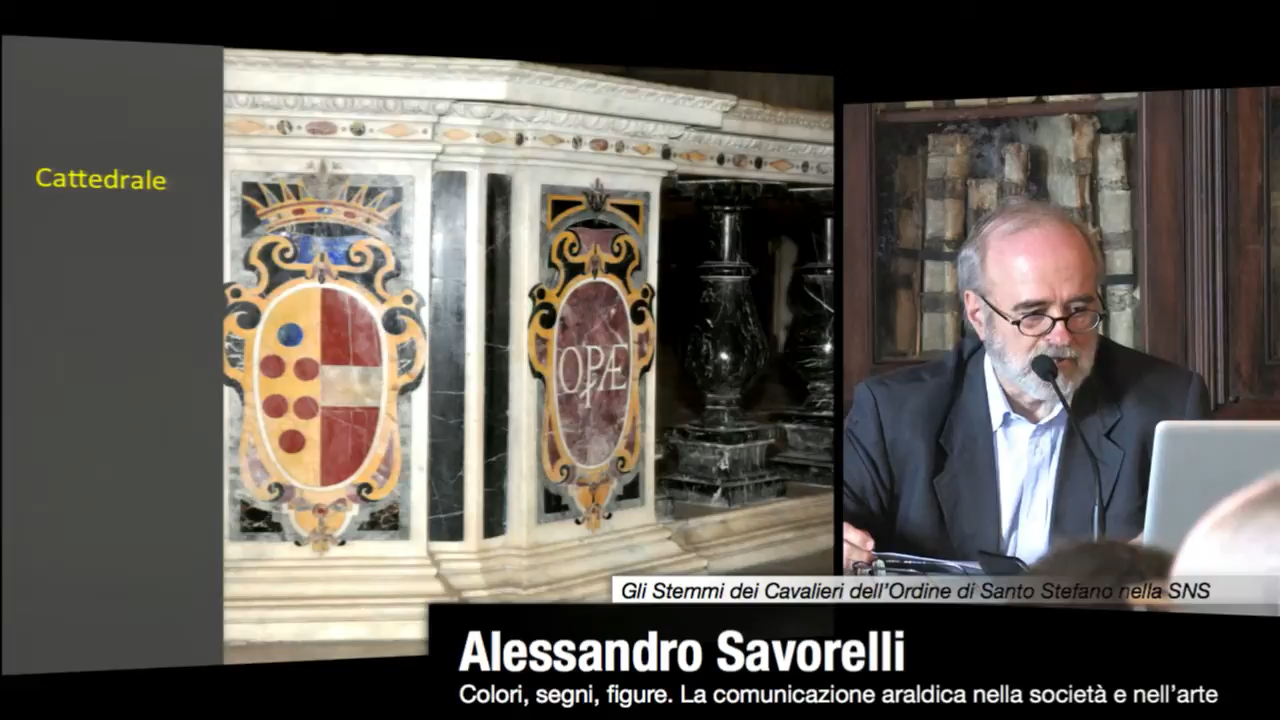 Cattedrale
OPÆ
Gli Stemmi dei Cavalieri dell'Ordine di Santo Stefano nella SNS
Alessandro Savorelli
Colori, segni, figure. La comunicazione araldica nella società e nell'arte